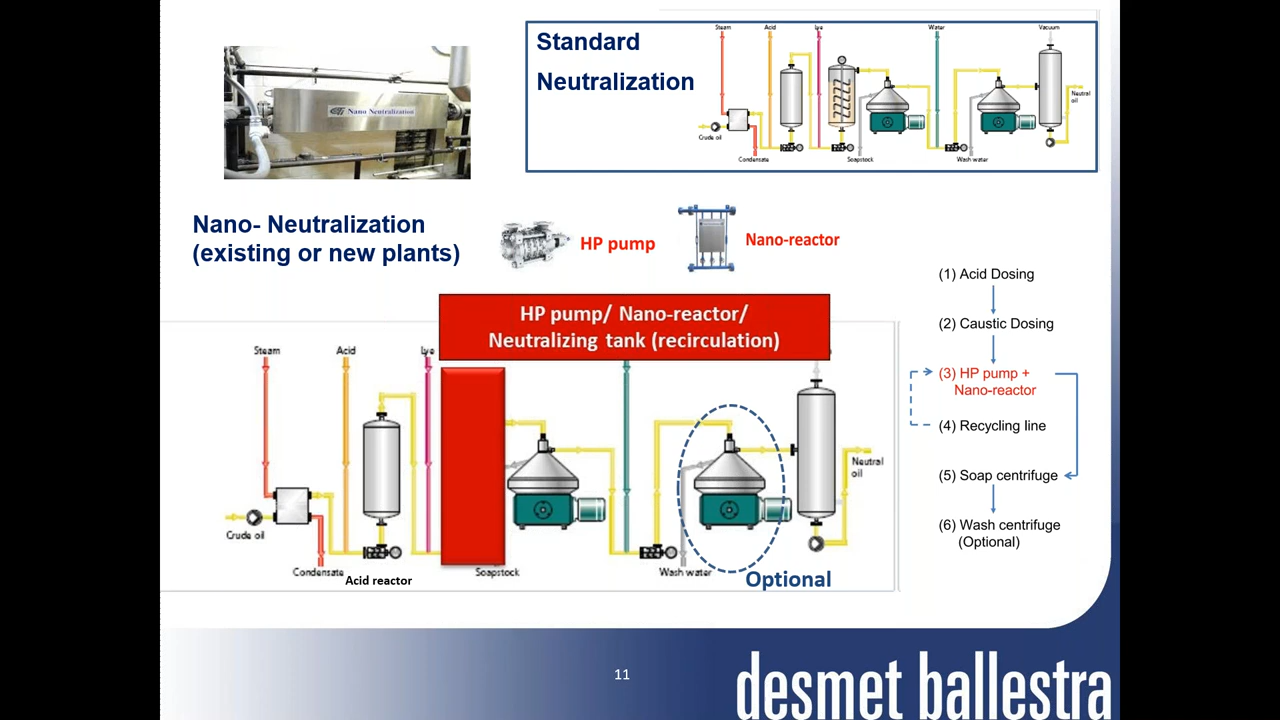 Standard
Neutralization
Steam
Acid
Lye
Water
Vacuum
Neutral
oil
Crude oil
Condensate
Soapstock
Wash water
Nano Neutralization
Nano- Neutralization
(existing or new plants)
HP pump
Nano-reactor
HP pump/ Nano-reactor/
Neutralizing tank (recirculation)
Steam
Acid
Lye
Neutral
oil
Crude oil
Condensate
Acid reactor
Soapstock
Wash water
Optional
(1) Acid Dosing
(2) Caustic Dosing
(3) HP pump +
Nano-reactor
(4) Recycling line
(5) Soap centrifuge
(6) Wash centrifuge
(Optional)
11
desmet ballestra